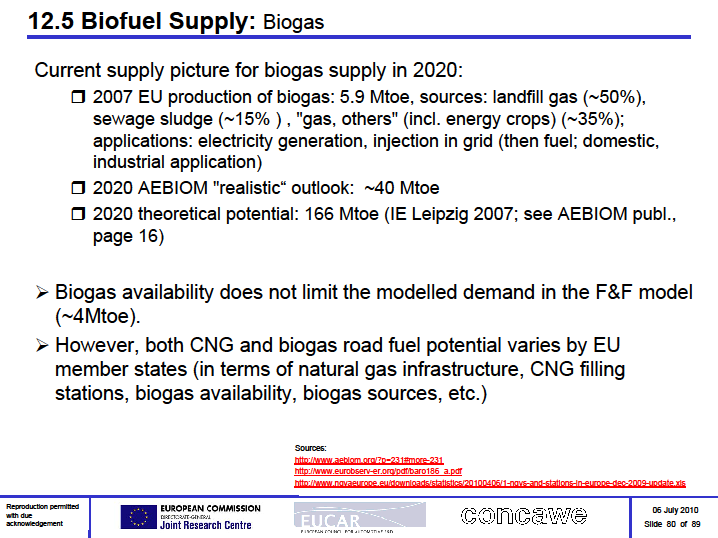 12.5 Biofuel Supply: Biogas
Current supply picture for biogas supply in 2020:
❒ 2007 EU production of biogas: 5.9 Mtoe, sources: landfill gas (~50%),
sewage sludge (~15% ) , "gas, others" (incl. energy crops) (~35%);
applications: electricity generation, injection in grid (then fuel; domestic,
industrial application)
❒ 2020 AEBIOM "realistic“ outlook: ~40 Mtoe
❒ 2020 theoretical potential: 166 Mtoe (IE Leipzig 2007; see AEBIOM publ.,
page 16)
➢ Biogas availability does not limit the modelled demand in the F&F model
(~4Mtoe).
➢ However, both CNG and biogas road fuel potential varies by EU
member states (in terms of natural gas infrastructure, CNG filling
stations, biogas availability, biogas sources, etc.)
Sources:
http://www.aebiom.org/?p=231#more-231
http://www.eurobserv-er.org/pdf/baro186_a.pdf
http://www.ngvaeurope.eu/downloads/statistics/20100406/1-ngvs-and-stations-in-europe-dec-2009-update.xls
Reproduction permitted
with due
acknowledgement
EUROPEAN COMMISSION
DIRECTORATE-GENERAL
Joint Research Centre
EUCAR
EUROPEAN COUNCIL FOR AUTOMOTIVE R&D
concawe
06 July 2010
Slide 80 of 89